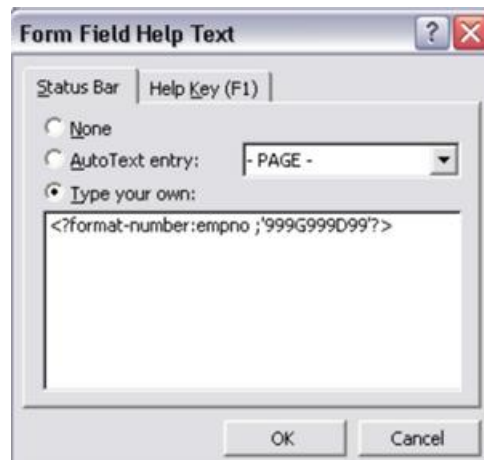 Form Field Help Text
Status Bar Help Key (F1)
None
AutoText entry: - PAGE -
Type your own:
<?format-number:empno ;'999G999D99'?>
OK Cancel